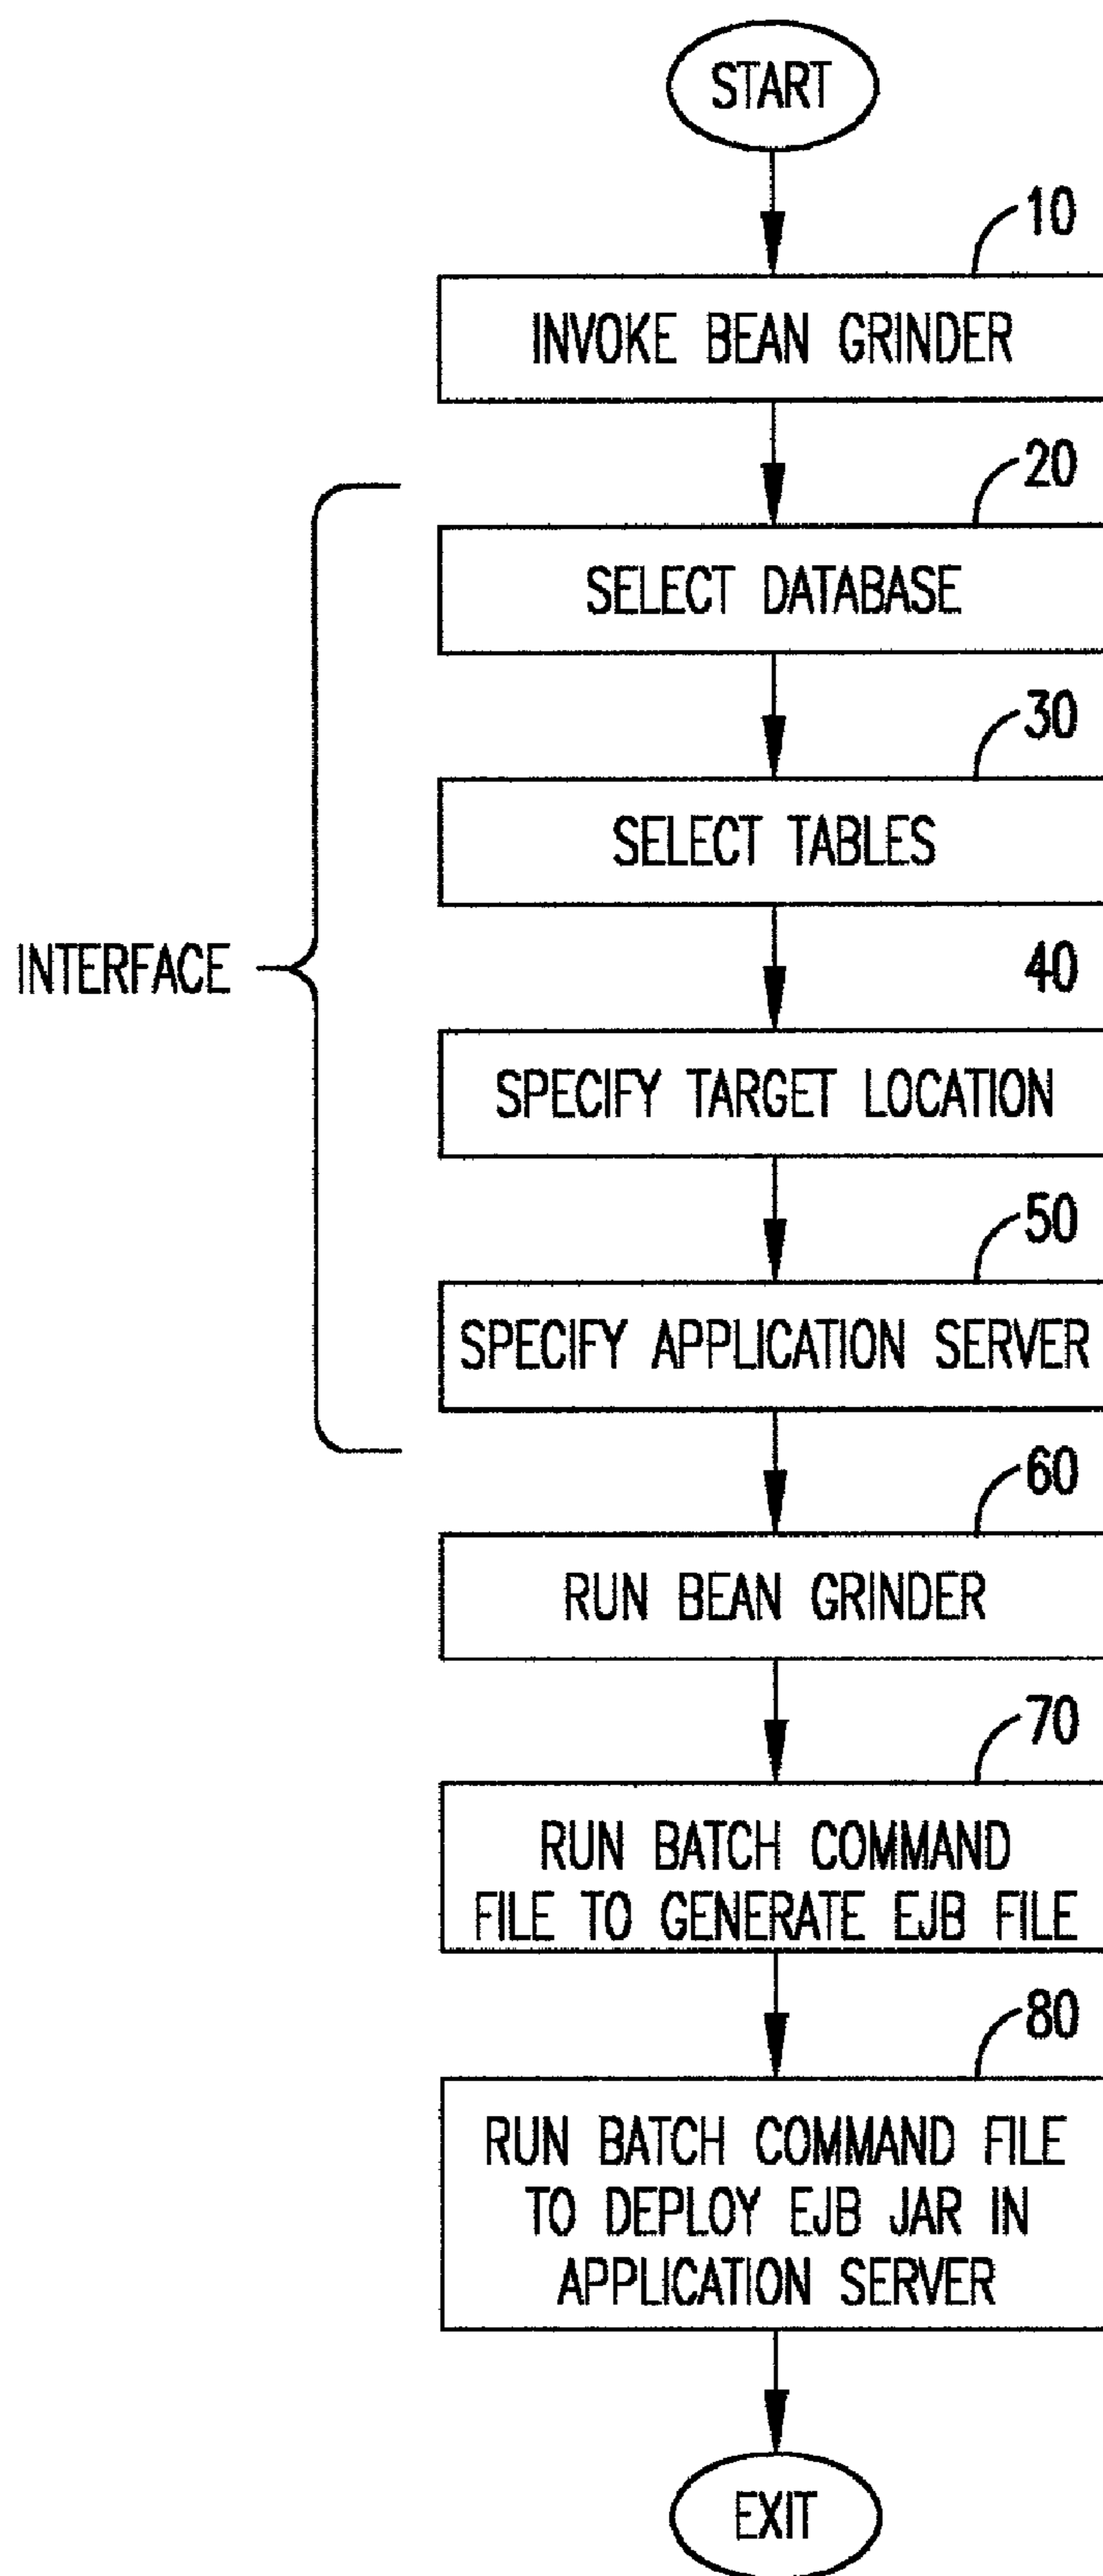 START
10
INVOKE BEAN GRINDER
20
SELECT DATABASE
30
SELECT TABLES
INTERFACE
40
SPECIFY TARGET LOCATION
50
SPECIFY APPLICATION SERVER
60
RUN BEAN GRINDER
70
RUN BATCH COMMAND
FILE TO GENERATE EJB FILE
80
RUN BATCH COMMAND FILE
TO DEPLOY EJB JAR IN
APPLICATION SERVER
EXIT